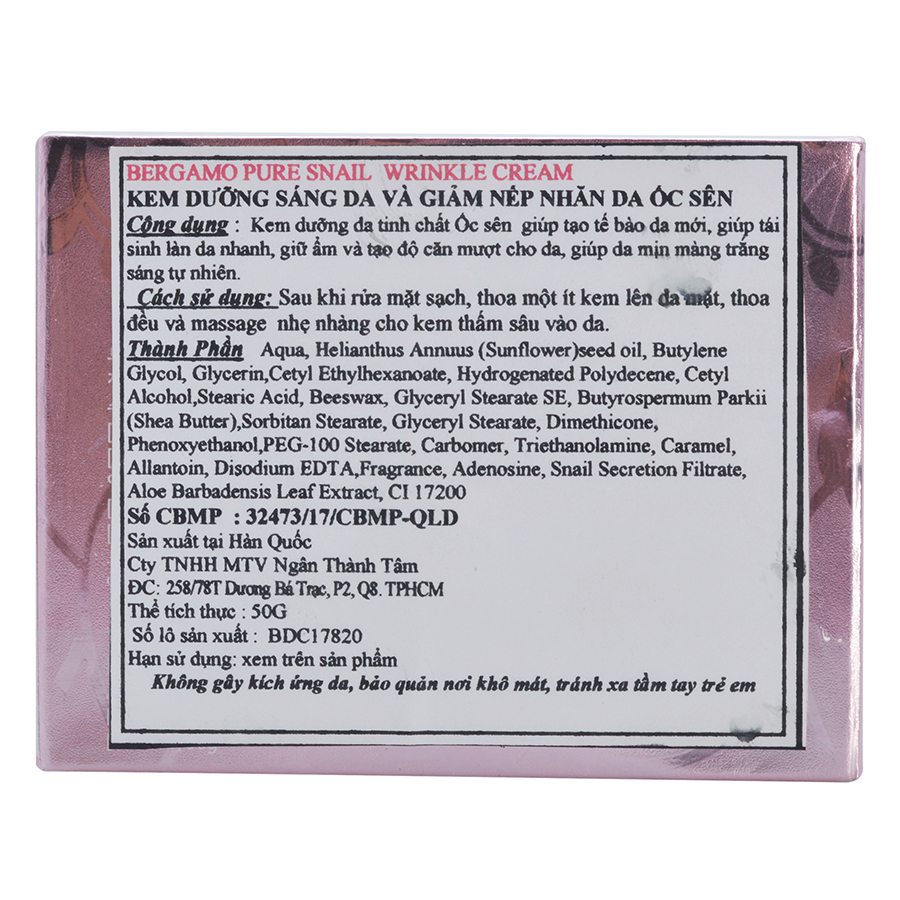 BERGAMO PURE SNAIL WRINKLE CREAM
KEM DƯỠNG SÁNG DA VÀ GIẢM NẾP NHĂN DA ỐC SÊN
Công dụng : Kem dưỡng da tinh chất Ốc sên giúp tạo tế bào da mới, giúp tái
sinh làn da nhanh, giữ ẩm và tạo độ căn mượt cho da, giúp da mịn màng trắng
sáng tự nhiên.
Cách sử dụng: Sau khi rửa mặt sạch, thoa một ít kem lên da mặt, thoa
đều và massage nhẹ nhàng cho kem thấm sâu vào da.
Thành Phần Aqua, Helianthus Annuus (Sunflower)seed oil, Butylene
Glycol, Glycerin,Cetyl Ethylhexanoate, Hydrogenated Polydecene, Cetyl
Alcohol,Stearic Acid, Beeswax, Glyceryl Stearate SE, Butyrospermum Parkii
(Shea Butter),Sorbitan Stearate, Glyceryl Stearate, Dimethicone,
Phenoxyethanol,PEG-100 Stearate, Carbomer, Triethanolamine, Caramel,
Allantoin, Disodium EDTA,Fragrance, Adenosine, Snail Secretion Filtrate,
Aloe Barbadensis Leaf Extract, CI 17200
Số CBMP : 32473/17/CBMP-QLD
Sản xuất tại Hàn Quốc
Cty TNHH MTV Ngân Thành Tâm
ĐC: 258/78T Dương Bá Trạc, P2, Q8. TPHCM
Thể tích thực : 50G
Số lô sản xuất : BDC17820
Hạn sử dụng: xem trên sản phẩm
Không gây kích ứng da, bảo quản nơi khô mát, tránh xa tầm tay trẻ em